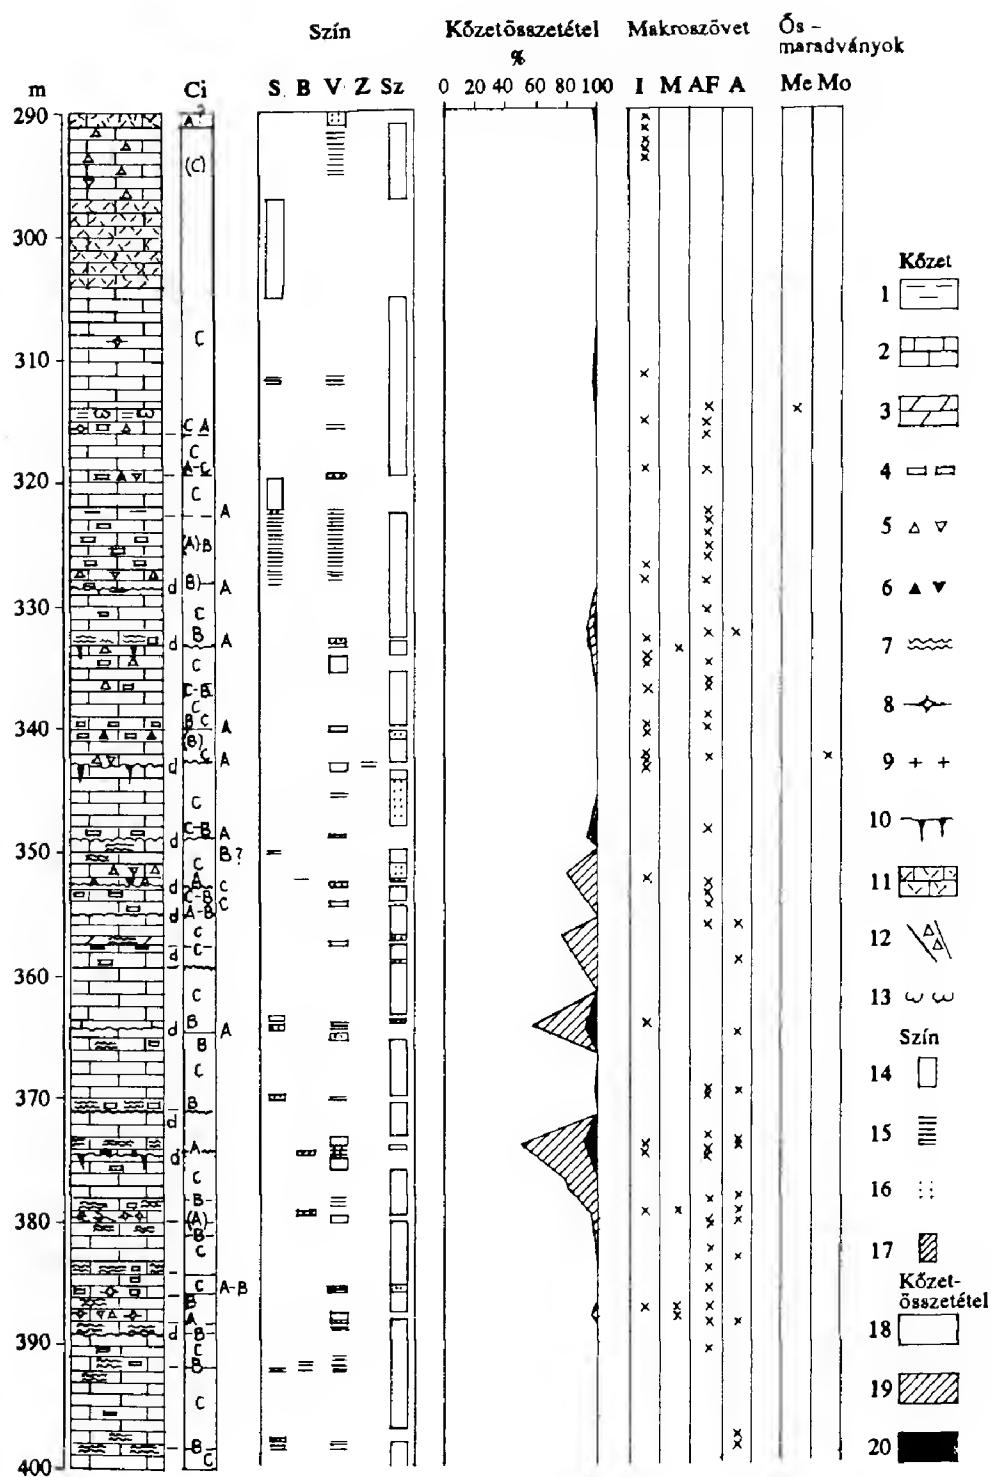 Szín
Kőzetösszetétel
%
Makroszövet
Ős-
maradványok
m
Ci
S B V Z Sz
0 20 40 60 80 100
I M AF A
Me Mo
290
A
(C)
300
C
310
C A
C
A-C
320
C
A
(A)B
(B)
d
A
330
C
B
d
A
C
C-B
C
B C
A
340
(B)
C
d
A
C
C-B
A
d
350
B?
C
A
d
B
C
C-B
C
d
A-B
C
d
C
360
C
B
d
A
B
C
370
B
d
A
d
C
B
380
(A)
B
C
C
A-B
B
A
d
B
390
C
B
C
B
C
400
Kőzet
1
2
3
4
5
6
7
8
9
10
11
12
13
Szín
14
15
16
17
Kőzet-
összetétel
18
19
20